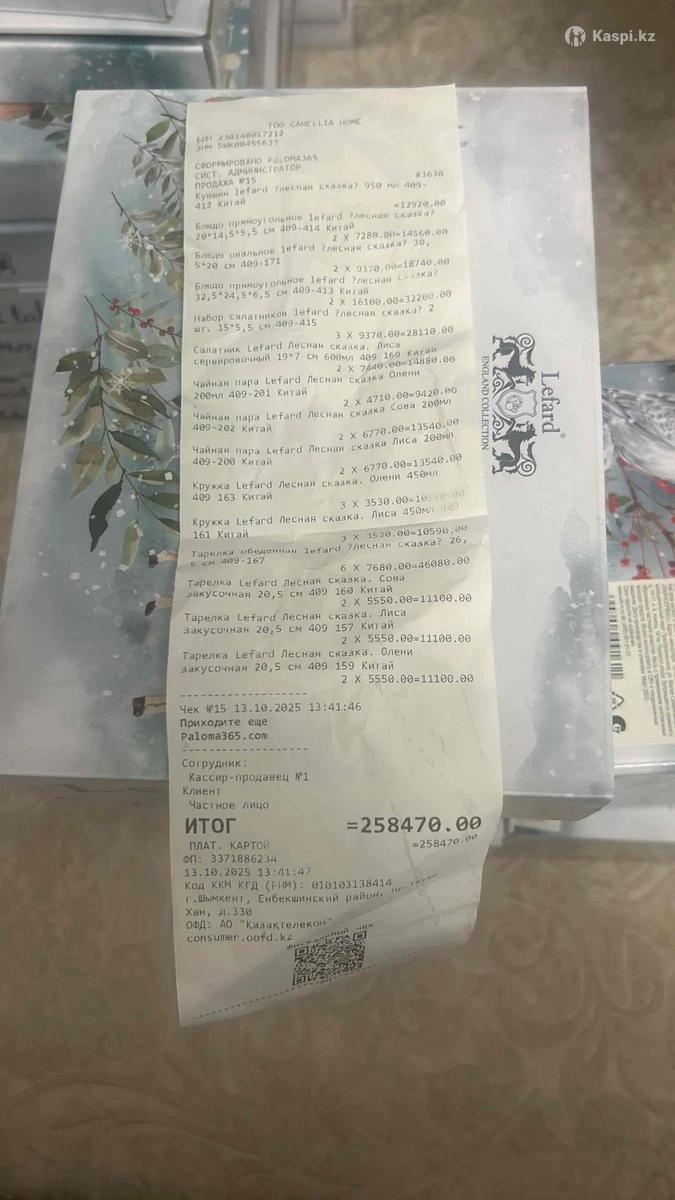 Kaspi.kz
ТОО CAMELLIA HOME
БИН 230140017212
ЗНМ SWK00455637
СФОРМИРОВАНО PALOMA365
СИСТ. АДМИНИСТРАТОР
ПРОДАЖА №15 #3630
Кувшин lefard ?лесная сказка? 950 мл 409-
412 Китай
=12920.00
Блюдо прямоугольное lefard ?лесная сказка?
20*14,5*5,5 см 409-414 Китай
2 X 7280.00=14560.00
Блюдо овальное lefard ?лесная сказка? 30,
5*20 см 409-171
2 X 9370.00=18740.00
Блюдо прямоугольное lefard ?лесная сказка?
32,5*24,5*6,5 см 409-413 Китай
2 X 16100.00=32200.00
Набор салатников lefard ?лесная сказка? 2
шт. 15*5,5 см 409-415
3 X 9370.00=28110.00
Салатник Lefard Лесная сказка. Лиса
сервировочный 19*7 см 600мл 409 169 Китай
2 X 7440.00=14880.00
Чайная пара Lefard Лесная сказка Олени
200мл 409-201 Китай
2 X 4710.00=9420.00
Чайная пара Lefard Лесная сказка Сова 200мл
409-202 Китай
2 X 6770.00=13540.00
Чайная пара Lefard Лесная сказка Лиса 200мл
409-200 Китай
2 X 6770.00=13540.00
Кружка Lefard Лесная сказка. Олени 450мл
409 163 Китай
3 X 3530.00=10590.00
Кружка Lefard Лесная сказка. Лиса 450мл 409
161 Китай
3 X 3530.00=10590.00
Тарелка обеденная lefard ?лесная сказка? 26,
5 см 409-167
6 X 7680.00=46080.00
Тарелка Lefard Лесная сказка. Сова
закусочная 20,5 см 409 160 Китай
2 X 5550.00=11100.00
Тарелка Lefard Лесная сказка. Лиса
закусочная 20,5 см 409 157 Китай
2 X 5550.00=11100.00
Тарелка Lefard Лесная сказка. Олени
закусочная 20,5 см 409 159 Китай
2 X 5550.00=11100.00
-------------------
Чек №15 13.10.2025 13:41:46
Приходите еще
Paloma365.com
-------------------
Сотрудник:
Кассир-продавец №1
Клиент
Частное лицо
ИТОГ =258470.00
ПЛАТ. КАРТОЙ =258470.00
ФП: 3371886234
13.10.2025 13:41:47
Код ККМ КГД (РНМ): 010103138414
г.Шымкент, Енбекшинский район,
Хан, д.330
ОФД: АО "Қазақтелеком"
consumer.oofd.kz
Фискальный чек
Lefard®
ENGLAND COLLECTION